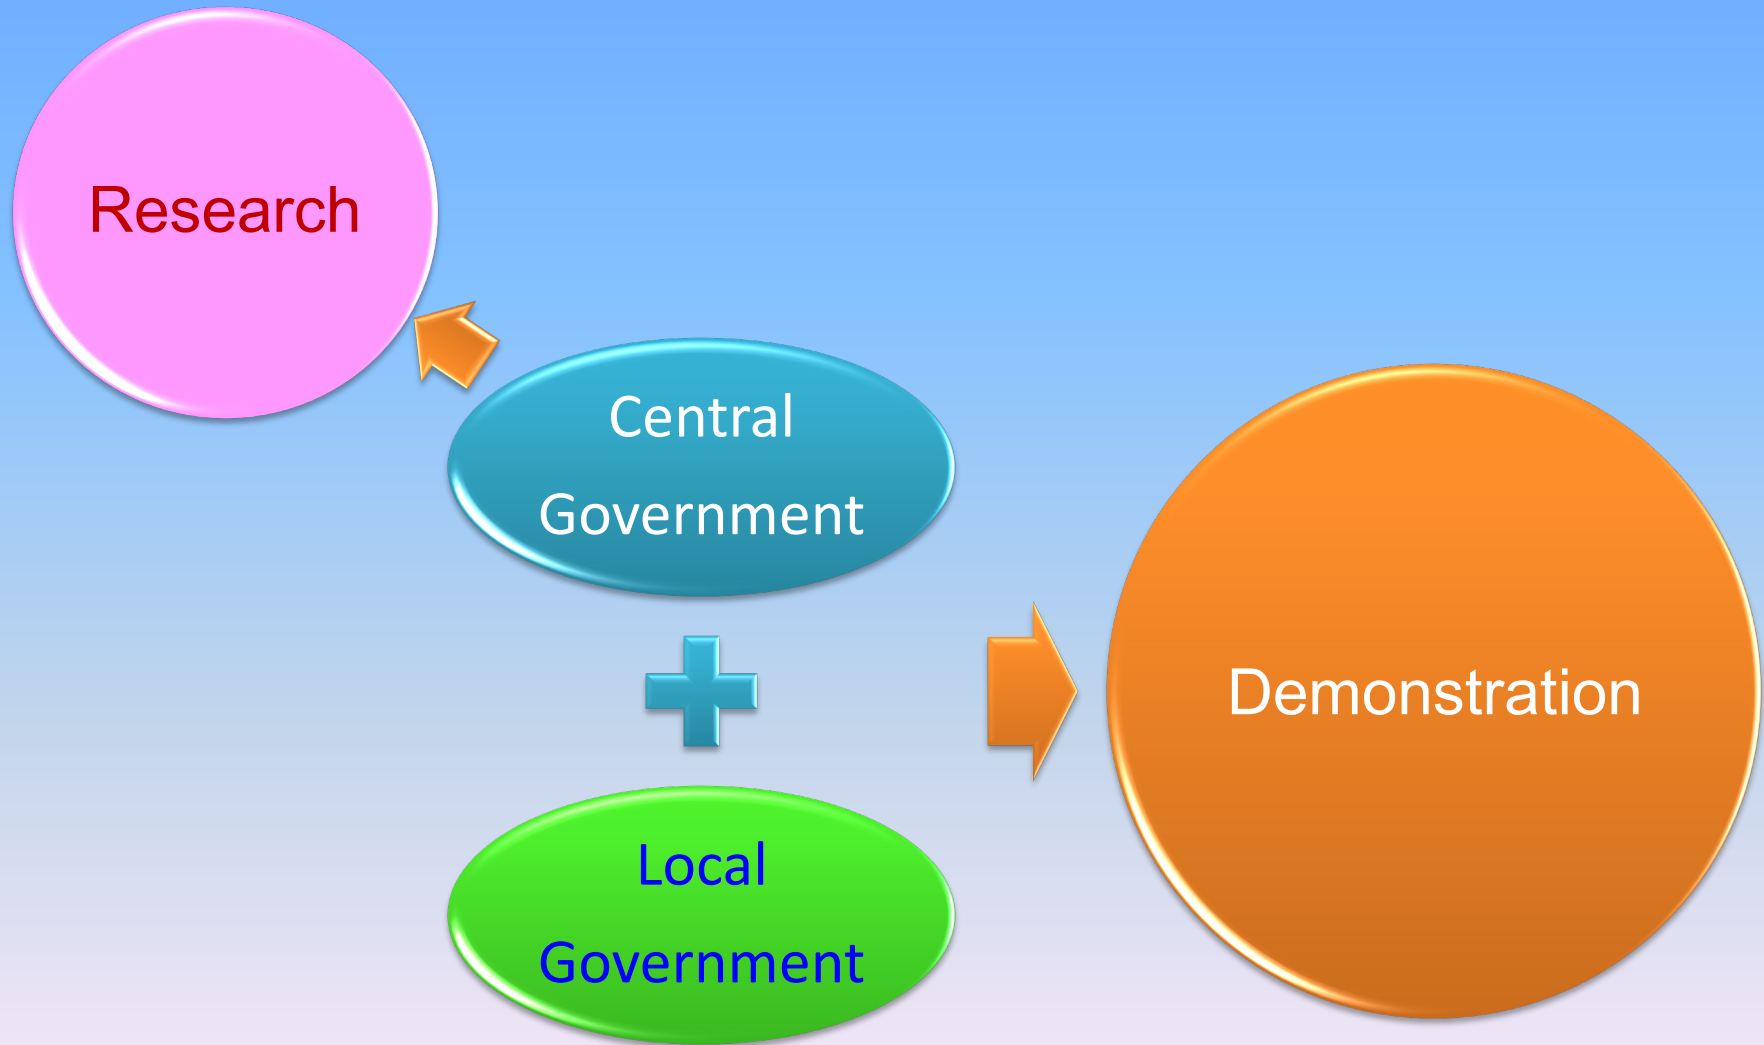 Research
Central
Government
Demonstration
Local
Government